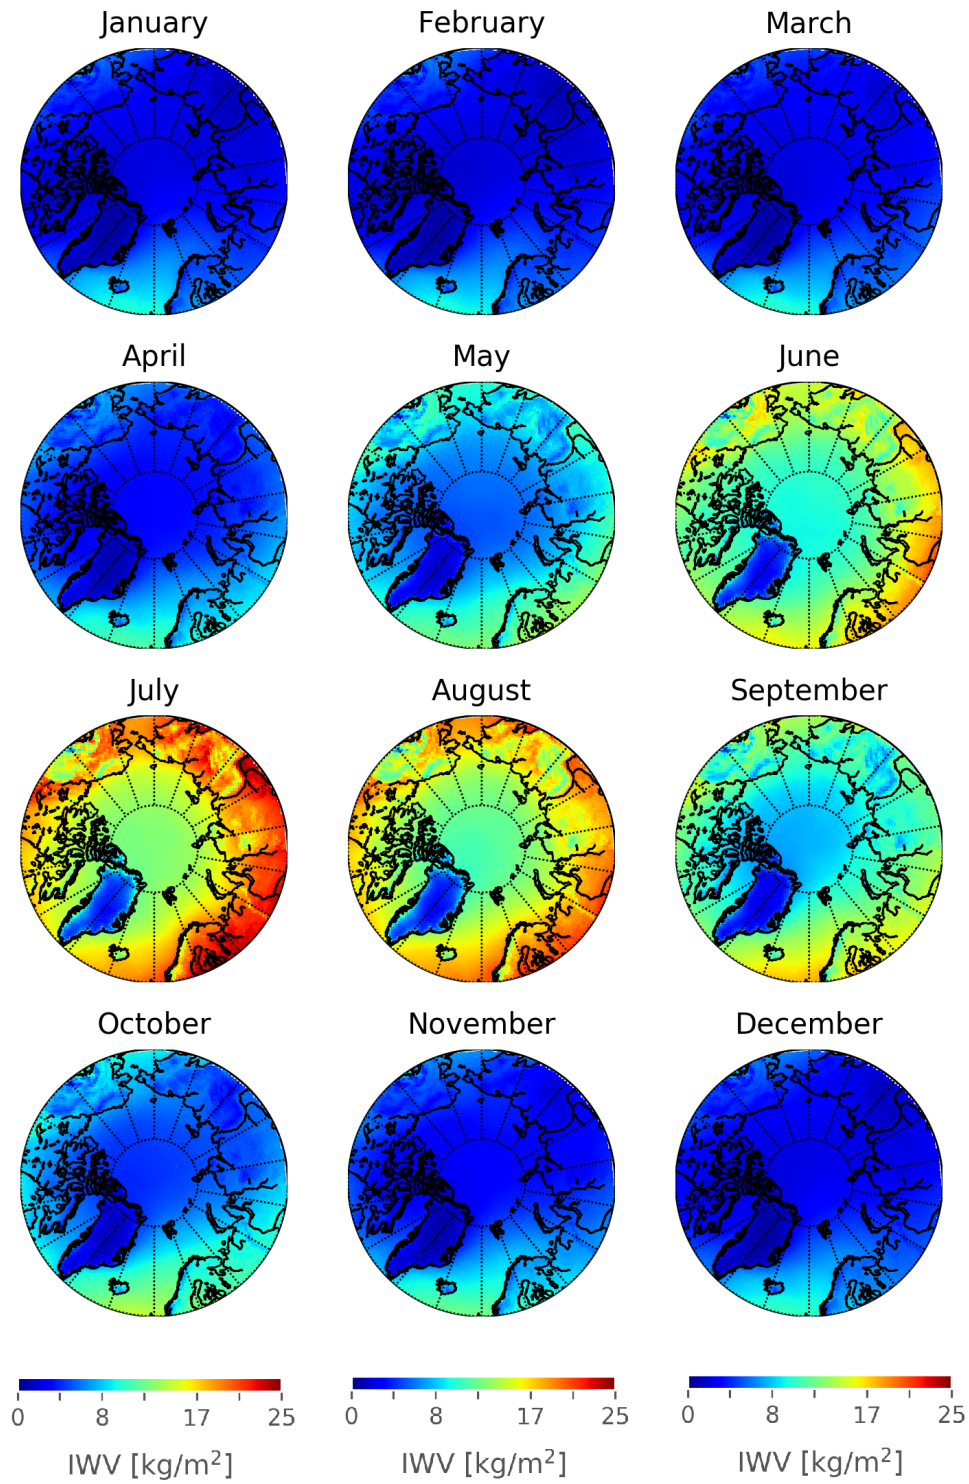 January February March
April May June
July August September
October November December
0 8 17 25 0 8 17 25 0 8 17 25
IWV [kg/m²] IWV [kg/m²] IWV [kg/m²]